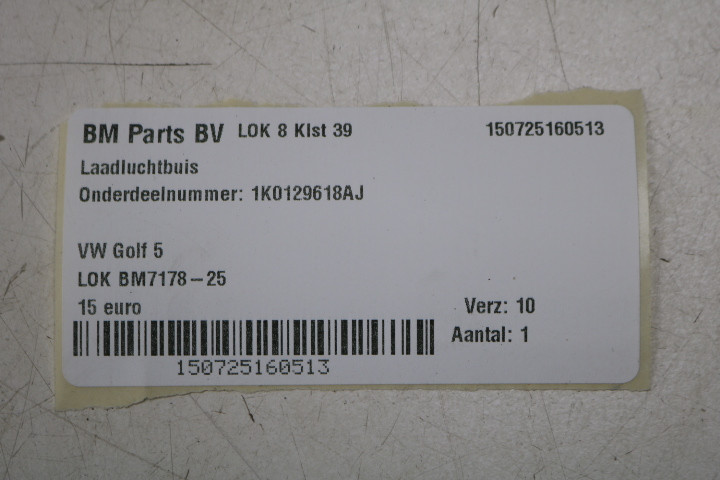 BM Parts BV LOK 8 Klst 39 150725160513
Laadluchtbuis
Onderdeelnummer: 1K0129618AJ
VW Golf 5
LOK BM7178-25
15 euro Verz: 10
Aantal: 1
150725160513